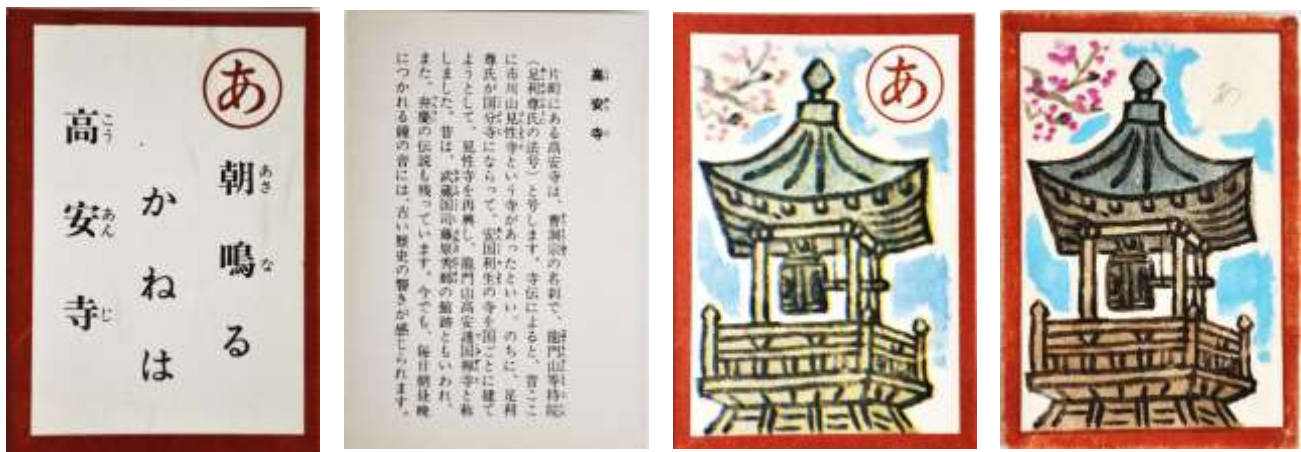 あ
朝鳴る
あさ な
かねは
高安寺
こう あん じ
高安寺
片町にある高安寺は、曹洞宗の名刹で、龍門山等持院
(足利尊氏の法号)と号します。寺伝によると、昔ここ
に市川山見性寺という寺があったといい、のちに、足利
尊氏が国分寺にならって、安国利生の寺を国ごとに建て
ようとして、見性寺を再興し、龍門山高安護国禅寺と称
しました。昔は、武蔵国司藤原秀郷の館跡ともいわれ、
また、弁慶の伝説も残っています。今でも、毎日朝昼晩
につかれる鐘の音には、古い歴史の響きが感じられます。
あ
あ